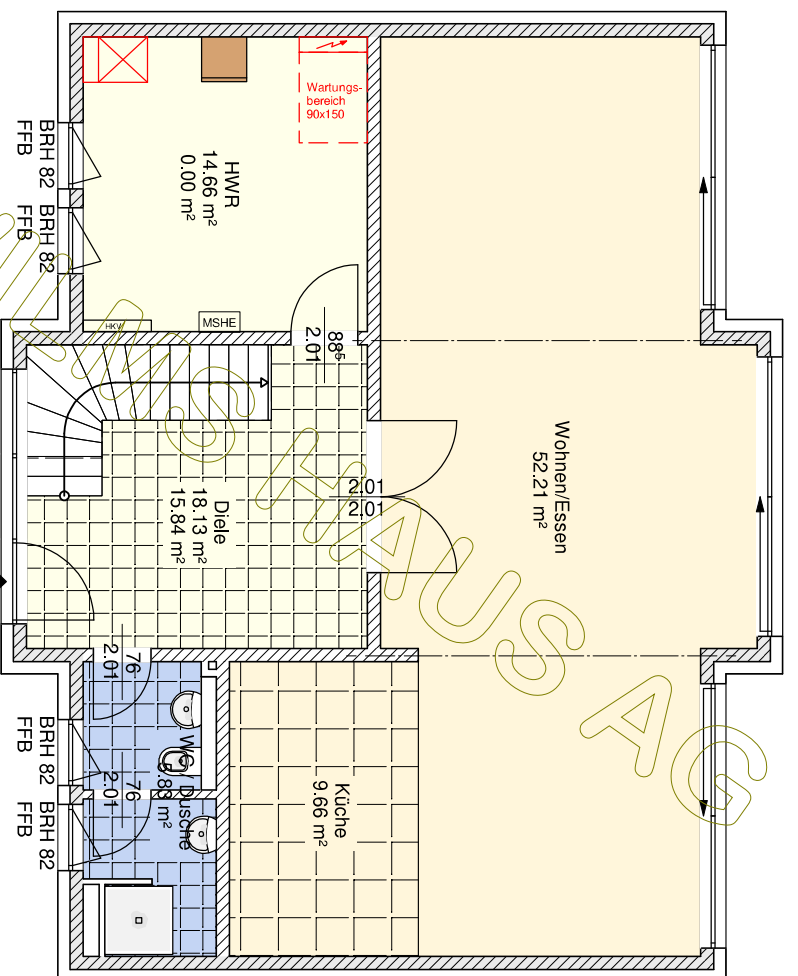 Wartungs-
bereich
90x150
HWR
14.66 m²
0.00 m²
BRH 82
FFB
BRH 82
FFB
HKV
MSHE
88⁵
2.01
Wohnen/Essen
52.21 m²
2.01
2.01
Diele
18.13 m²
15.84 m²
76
2.01
WC
Dusche
5.83 m²
76
2.01
Küche
9.66 m²
BRH 82
FFB
BRH 82
FFB
HAUS AG